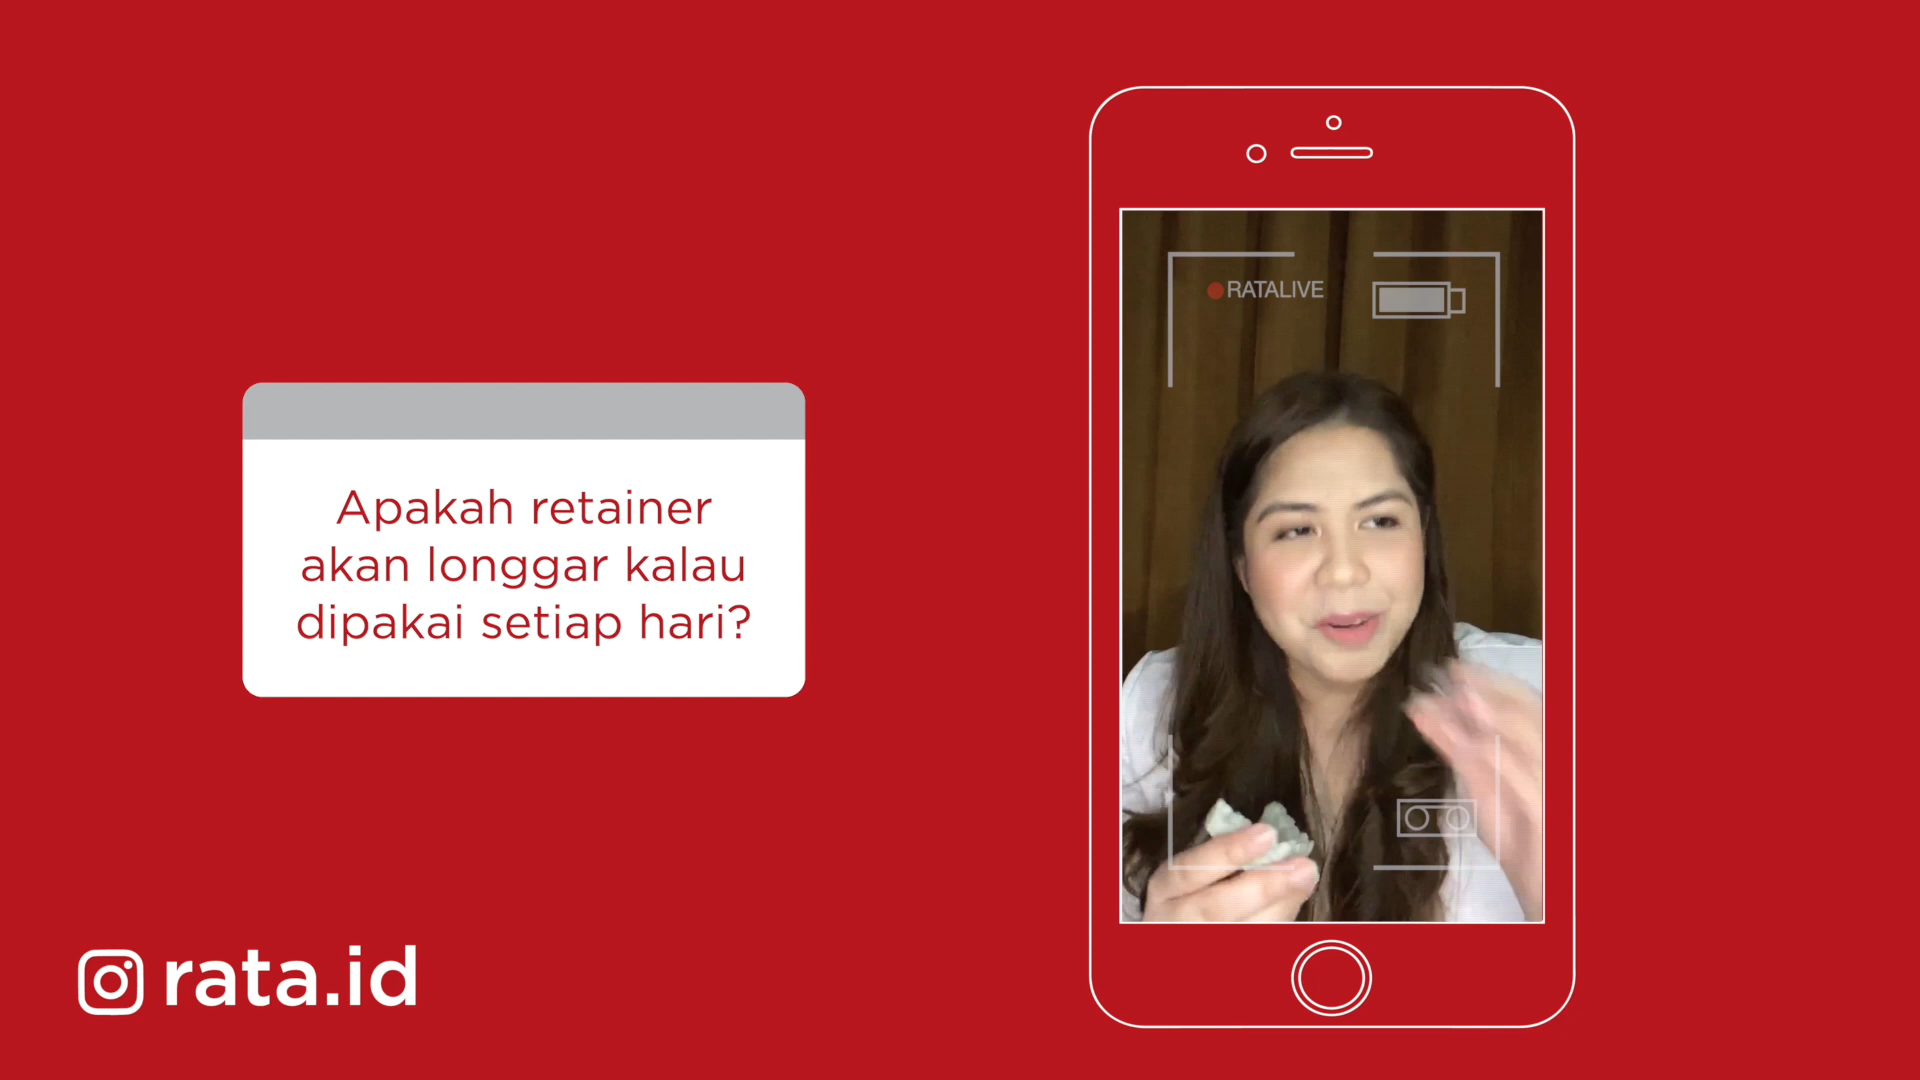 Apakah retainer
akan longgar kalau
dipakai setiap hari?
RATALIVE
rata.id